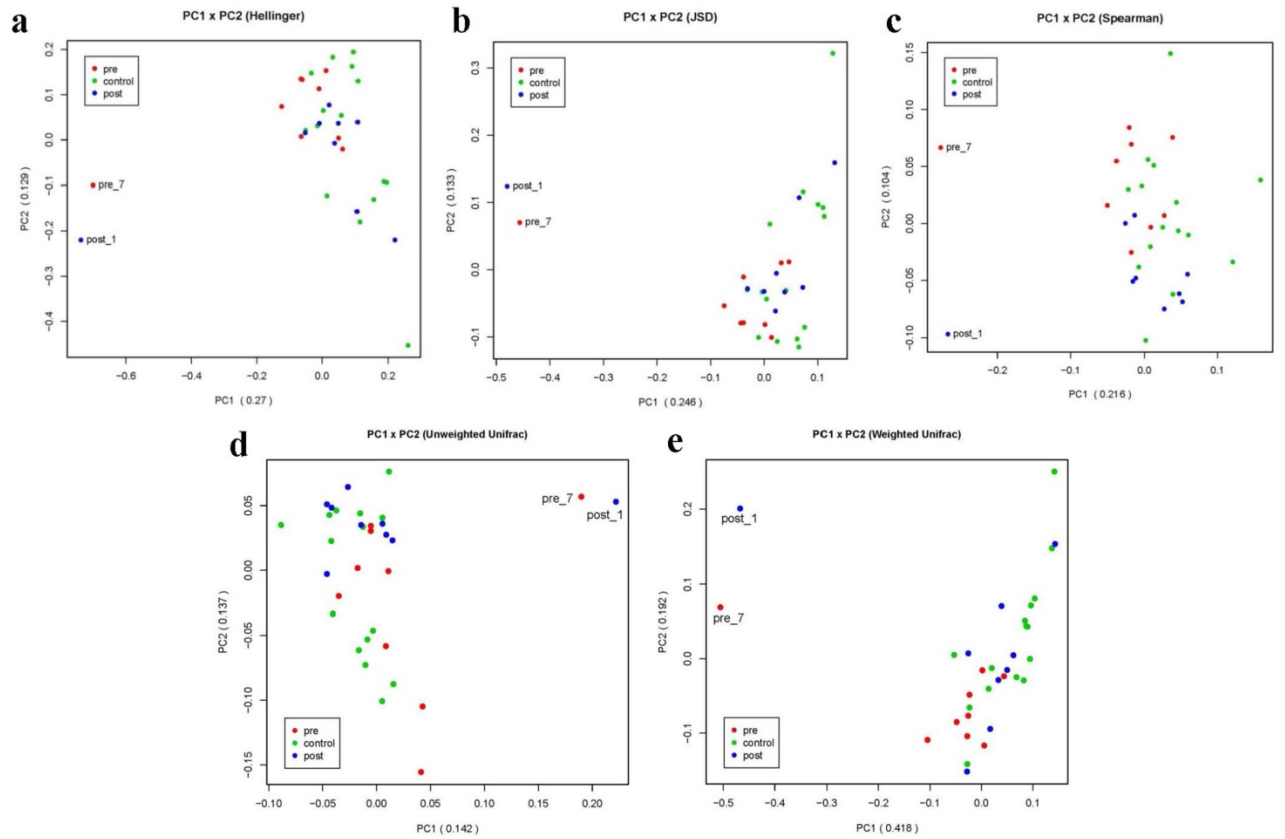 a
PC1 x PC2 (Hellinger)
pre
control
post
pre_7
post_1
0.2
0.1
0.0
−0.1
−0.2
−0.3
−0.4
PC2 ( 0.129 )
−0.6
−0.4
−0.2
0.0
0.2
PC1 ( 0.27 )
b
PC1 x PC2 (JSD)
pre
control
post
post_1
pre_7
0.3
0.2
0.1
0.0
−0.1
PC2 ( 0.133 )
−0.5
−0.4
−0.3
−0.2
−0.1
0.0
0.1
PC1 ( 0.246 )
c
PC1 x PC2 (Spearman)
pre
control
post
pre_7
post_1
0.15
0.10
0.05
0.00
−0.05
−0.10
PC2 ( 0.104 )
−0.2
−0.1
0.0
0.1
PC1 ( 0.216 )
d
PC1 x PC2 (Unweighted Unifrac)
pre_7
post_1
pre
control
post
0.05
0.00
−0.05
−0.10
−0.15
PC2 ( 0.137 )
−0.10
−0.05
0.00
0.05
0.10
0.15
0.20
PC1 ( 0.142 )
e
PC1 x PC2 (Weighted Unifrac)
post_1
pre_7
pre
control
post
0.2
0.1
0.0
−0.1
PC2 ( 0.192 )
−0.5
−0.4
−0.3
−0.2
−0.1
0.0
0.1
PC1 ( 0.418 )